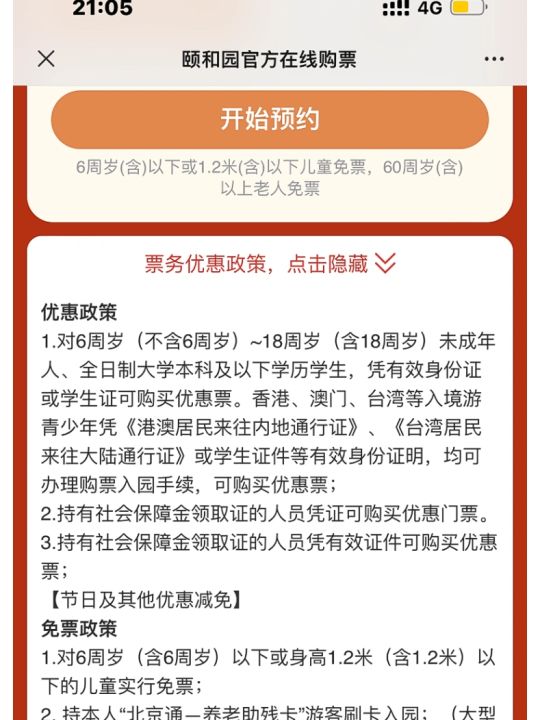 21:05
4G
颐和园官方在线购票
开始预约
6周岁(含)以下或1.2米(含)以下儿童免票，60周岁(含)
以上老人免票
票务优惠政策，点击隐藏
优惠政策
1.对6周岁（不含6周岁）~18周岁（含18周岁）未成年
人、全日制大学本科及以下学历学生，凭有效身份证
或学生证可购买优惠票。香港、澳门、台湾等入境游
青少年凭《港澳居民来往内地通行证》、《台湾居民
来往大陆通行证》或学生证件等有效身份证明，均可
办理购票入园手续，可购买优惠票；
2.持有社会保障金领取证的人员凭证可购买优惠门票。
3.持有社会保障金领取证的人员凭有效证件可购买优惠
票；
【节日及其他优惠减免】
免票政策
1.对6周岁（含6周岁）以下或身高1.2米（含1.2米）以
下的儿童实行免票；
2. 持本人“北京通—养老助残卡”游客刷卡入园；（大型